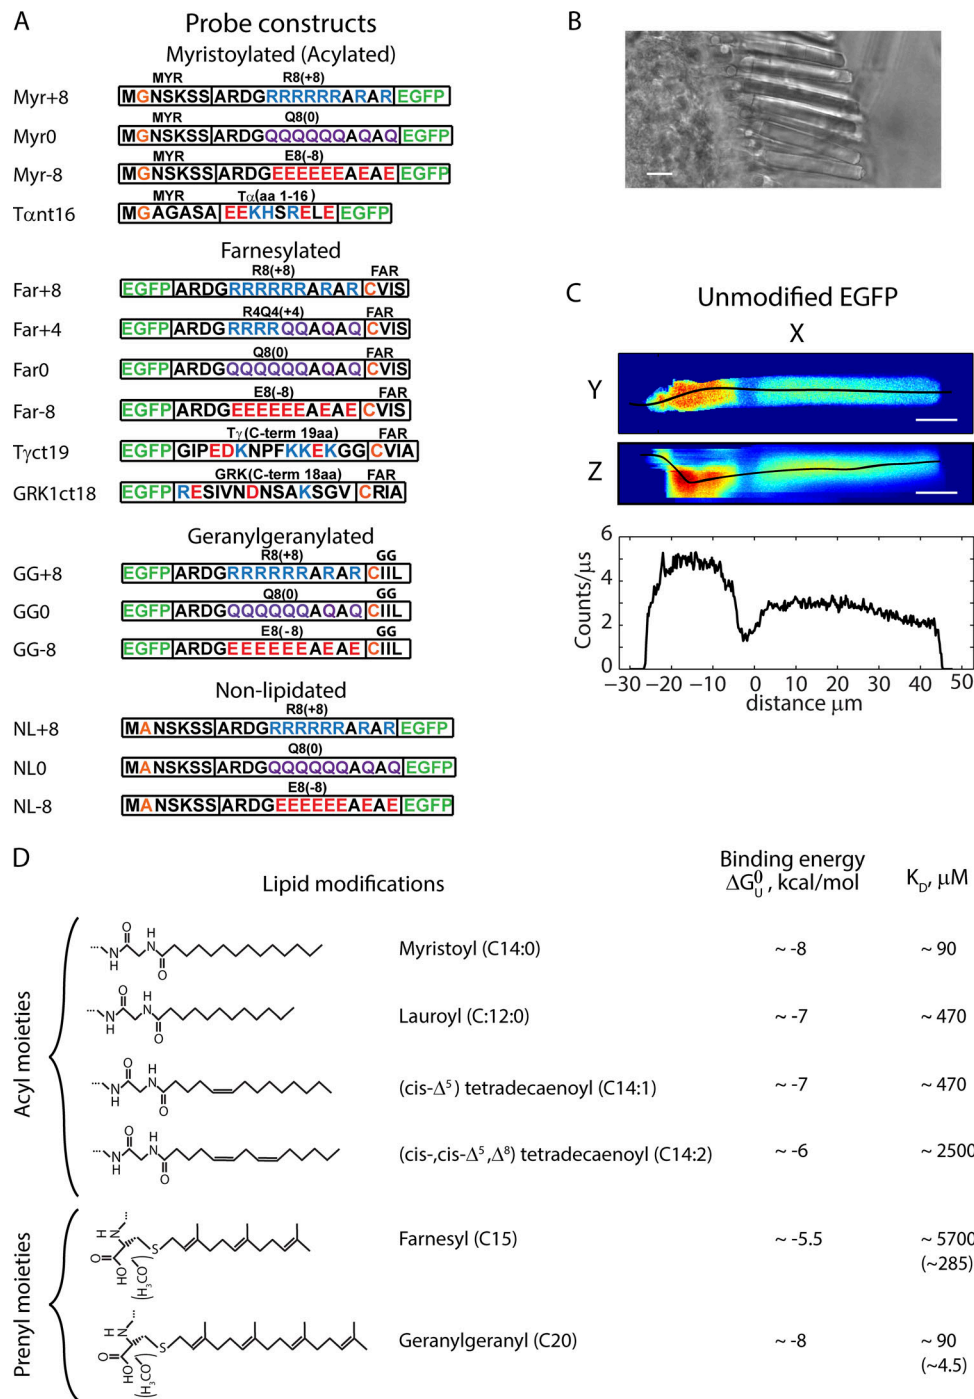 A
Probe constructs
Myristoylated (Acylated)
MYR R8(+8)
Myr+8 MGNSKSS ARDGRRRRRRARAR EGFP
MYR Q8(0)
Myr0 MGNSKSS ARDGQQQQQQAQAQ EGFP
MYR E8(-8)
Myr-8 MGNSKSS ARDGEEEEEEAEAE EGFP
MYR Tα(aa 1-16)
Tαnt16 MGAGASA EEKHSRELE EGFP
Farnesylated
R8(+8) FAR
Far+8 EGFP ARDGRRRRRRARAR CVIS
R4Q4(+4) FAR
Far+4 EGFP ARDGRRRRQQAQAQ CVIS
Q8(0) FAR
Far0 EGFP ARDGQQQQQQAQAQ CVIS
E8(-8) FAR
Far-8 EGFP ARDGEEEEEEAEAE CVIS
Tγ(C-term 19aa) FAR
Tγct19 EGFP GIPEDKNPFKKEKGG CVIA
GRK(C-term 18aa) FAR
GRK1ct18 EGFP RESIVNDNSAKSGV CRIA
Geranylgeranylated
R8(+8) GG
GG+8 EGFP ARDGRRRRRRARAR CIIL
Q8(0) GG
GG0 EGFP ARDGQQQQQQAQAQ CIIL
E8(-8) GG
GG-8 EGFP ARDGEEEEEEAEAE CIIL
Non-lipidated
R8(+8)
NL+8 MANSKSS ARDGRRRRRRARAR EGFP
Q8(0)
NL0 MANSKSS ARDGQQQQQQAQAQ EGFP
E8(-8)
NL-8 MANSKSS ARDGEEEEEEAEAE EGFP
B
C
Unmodified EGFP
X
Y
Z
Counts/μs
6
4
2
0
−30 −20 −10 0 10 20 30 40 50
distance μm
D
Lipid modifications
Binding energy
ΔG⁰U , kcal/mol
KD, μM
Acyl moieties
O H N N H O
Myristoyl (C14:0) ~ -8 ~ 90
O H N N H O
Lauroyl (C:12:0) ~ -7 ~ 470
O H N N H O
(cis-Δ⁵) tetradecaenoyl (C14:1) ~ -7 ~ 470
O H N N H O
(cis-,cis-Δ⁵,Δ⁸) tetradecaenoyl (C14:2) ~ -6 ~ 2500
Prenyl moieties
H N O HO (H₃CO) S
Farnesyl (C15) ~ -5.5 ~ 5700
(~285)
H N O HO (H₃CO) S
Geranylgeranyl (C20) ~ -8 ~ 90
(~4.5)